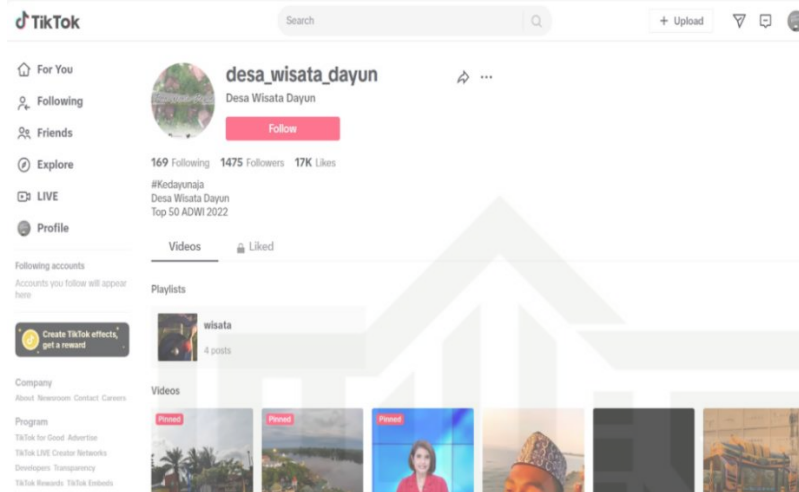 TikTok
Search
+ Upload
For You
Following
Friends
Explore
LIVE
Profile
Following accounts
Accounts you follow will appear
here
Create TikTok effects,
get a reward
Company
About Newsroom Contact Careers
Program
TikTok for Good Advertise
TikTok LIVE Creator Networks
Developers Transparency
TikTok Rewards TikTok Embeds
desa_wisata_dayun
Desa Wisata Dayun
Follow
169 Following 1475 Followers 17K Likes
#Kedayunaja
Desa Wisata Dayun
Top 50 ADWI 2022
Videos Liked
Playlists
wisata
4 posts
Videos
Pinned Pinned Pinned